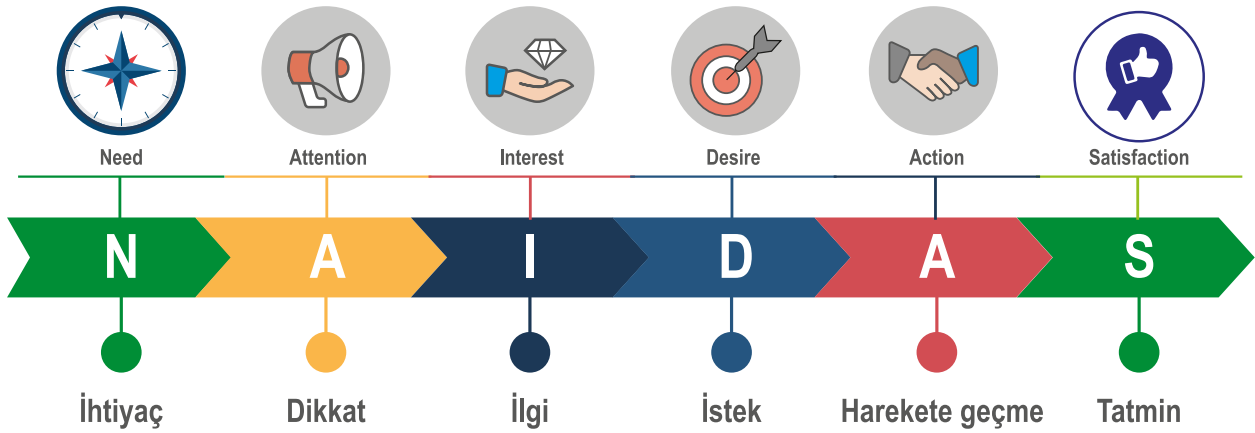 Need Attention Interest Desire Action Satisfaction
N A I D A S
İhtiyaç Dikkat İlgi İstek Harekete geçme Tatmin